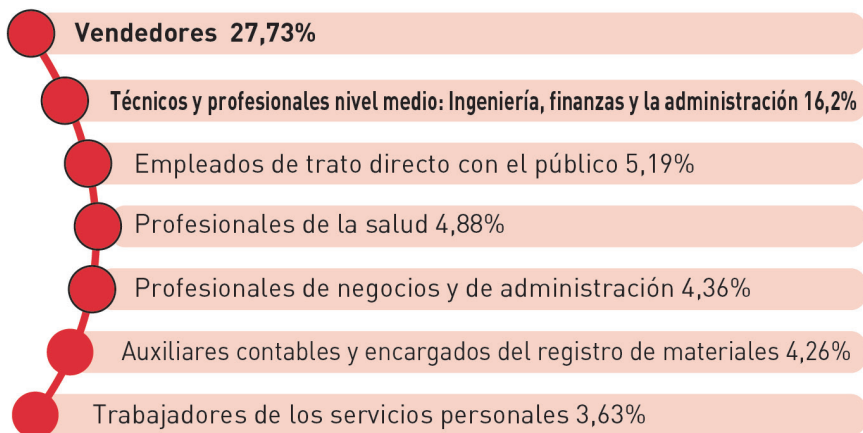 Vendedores 27,73%
Técnicos y profesionales nivel medio: Ingeniería, finanzas y la administración 16,2%
Empleados de trato directo con el público 5,19%
Profesionales de la salud 4,88%
Profesionales de negocios y de administración 4,36%
Auxiliares contables y encargados del registro de materiales 4,26%
Trabajadores de los servicios personales 3,63%